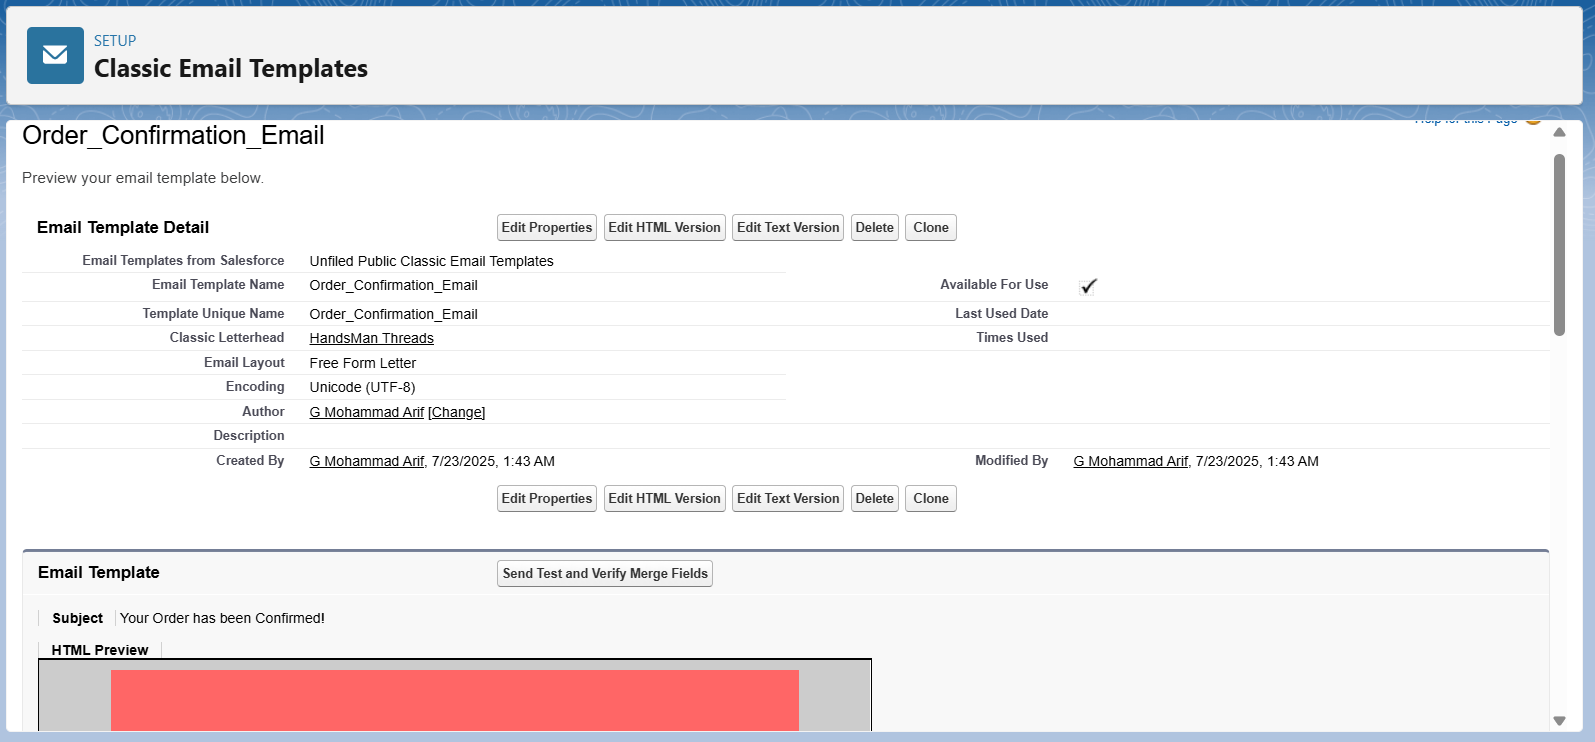 SETUP
Classic Email Templates
Help for this Page
Order_Confirmation_Email
Preview your email template below.
Email Template Detail
Edit Properties Edit HTML Version Edit Text Version Delete Clone
Email Templates from Salesforce Unfiled Public Classic Email Templates
Email Template Name Order_Confirmation_Email Available For Use
Template Unique Name Order_Confirmation_Email Last Used Date
Classic Letterhead HandsMan Threads Times Used
Email Layout Free Form Letter
Encoding Unicode (UTF-8)
Author G Mohammad Arif [Change]
Description
Created By G Mohammad Arif, 7/23/2025, 1:43 AM Modified By G Mohammad Arif, 7/23/2025, 1:43 AM
Edit Properties Edit HTML Version Edit Text Version Delete Clone
Email Template Send Test and Verify Merge Fields
Subject Your Order has been Confirmed!
HTML Preview